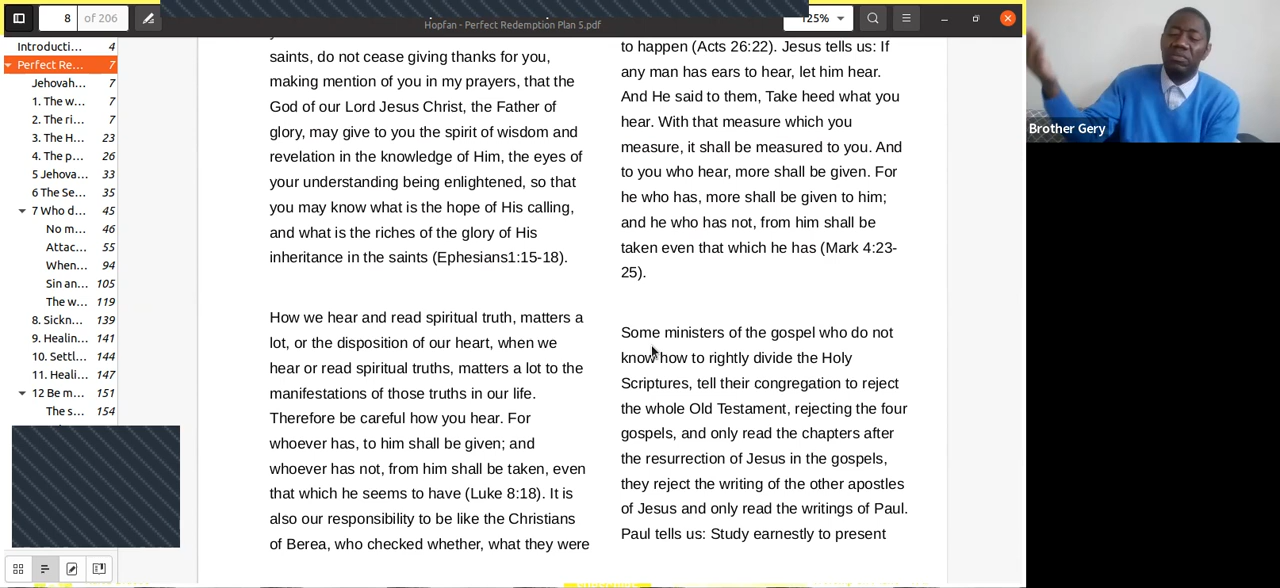 8
of 206
Hopfan - Perfect Redemption Plan 5.pdf
125%
Introducti... 4
Perfect Re... 7
Jehovah... 7
1. The w... 7
2. The ri... 7
3. The H... 23
4. The p... 26
5 Jehova... 33
6 The Se... 35
7 Who d... 45
No m... 46
Attac... 55
When... 94
Sin an... 105
The w... 119
8. Sickn... 139
9. Healin... 141
10. Settl... 144
11. Heali... 147
12 Be m... 151
The s... 154
saints, do not cease giving thanks for you,
making mention of you in my prayers, that the
God of our Lord Jesus Christ, the Father of
glory, may give to you the spirit of wisdom and
revelation in the knowledge of Him, the eyes of
your understanding being enlightened, so that
you may know what is the hope of His calling,
and what is the riches of the glory of His
inheritance in the saints (Ephesians1:15-18).
How we hear and read spiritual truth, matters a
lot, or the disposition of our heart, when we
hear or read spiritual truths, matters a lot to the
manifestations of those truths in our life.
Therefore be careful how you hear. For
whoever has, to him shall be given; and
whoever has not, from him shall be taken, even
that which he seems to have (Luke 8:18). It is
also our responsibility to be like the Christians
of Berea, who checked whether, what they were
to happen (Acts 26:22). Jesus tells us: If
any man has ears to hear, let him hear.
And He said to them, Take heed what you
hear. With that measure which you
measure, it shall be measured to you. And
to you who hear, more shall be given. For
he who has, more shall be given to him;
and he who has not, from him shall be
taken even that which he has (Mark 4:23-
25).
Some ministers of the gospel who do not
know how to rightly divide the Holy
Scriptures, tell their congregation to reject
the whole Old Testament, rejecting the four
gospels, and only read the chapters after
the resurrection of Jesus in the gospels,
they reject the writing of the other apostles
of Jesus and only read the writings of Paul.
Paul tells us: Study earnestly to present
Brother Gery